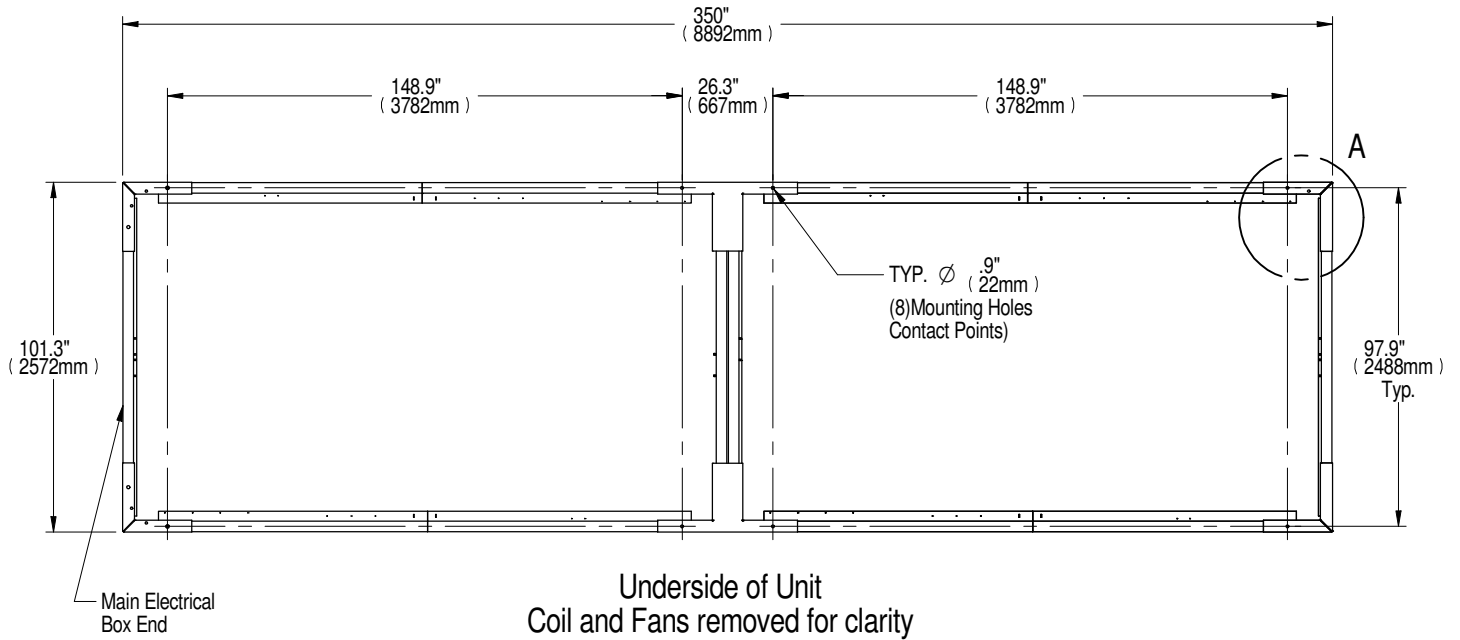 350"
( 8892mm )
148.9"
( 3782mm )
26.3"
( 667mm )
148.9"
( 3782mm )
A
TYP. Ø .9"
( 22mm )
(8)Mounting Holes
Contact Points)
101.3"
( 2572mm )
97.9"
( 2488mm )
Typ.
Main Electrical
Box End
Underside of Unit
Coil and Fans removed for clarity